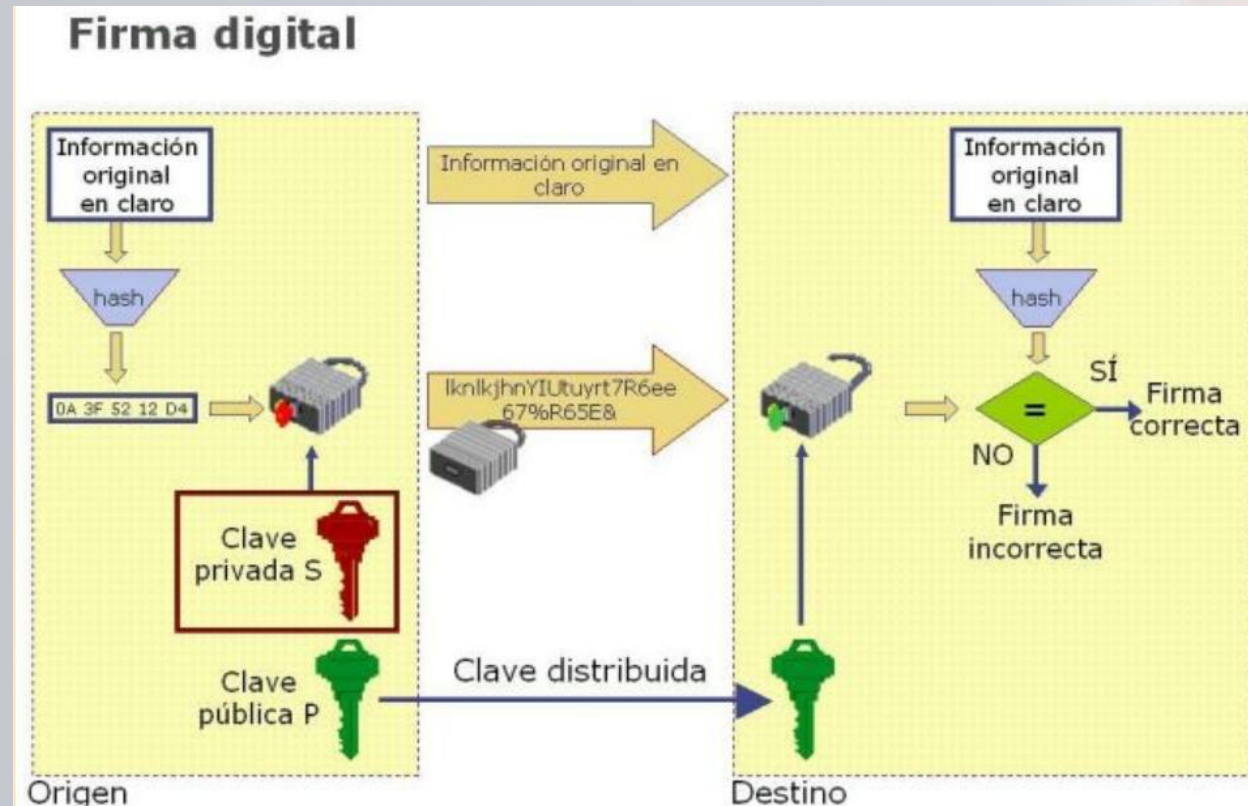 Firma digital
Información
original
en claro
hash
0A 3F 52 12 D4
Clave
privada S
Clave
pública P
Origen
Información original en
claro
lknlkjhnYIUtuyrt7R6ee
67%R65E&
Clave distribuida
Información
original
en claro
hash
=
SÍ
Firma
correcta
NO
Firma
incorrecta
Destino